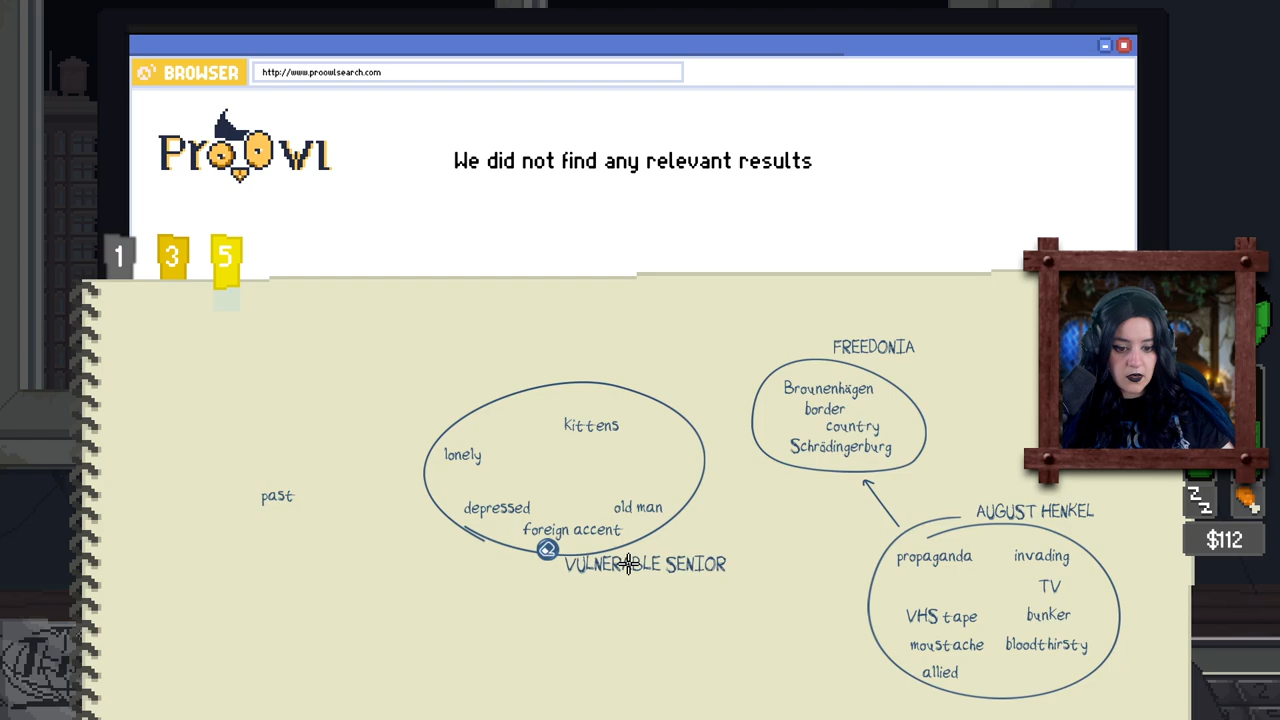 BROWSER
http://www.proowlsearch.com
PrOOwl
We did not find any relevant results
1 3 5
FREEDONIA
Brounenhägen
border
country
Schrödingerburg
kittens
lonely
past
depressed
old man
foreign accent
VULNERABLE SENIOR
AUGUST HENKEL
propaganda
invading
TV
VHS tape
bunker
moustache
bloodthirsty
allied
$112